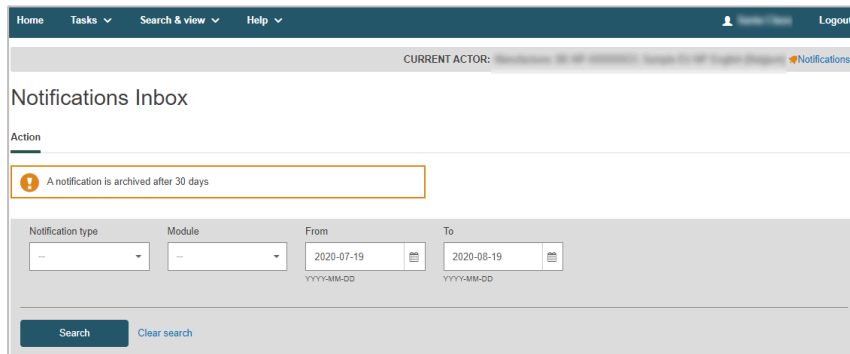 Home Tasks Search & view Help Logout
CURRENT ACTOR: Notifications
Notifications Inbox
Action
A notification is archived after 30 days
Notification type Module From To
-- -- 2020-07-19 2020-08-19
YYYY-MM-DD YYYY-MM-DD
Search Clear search